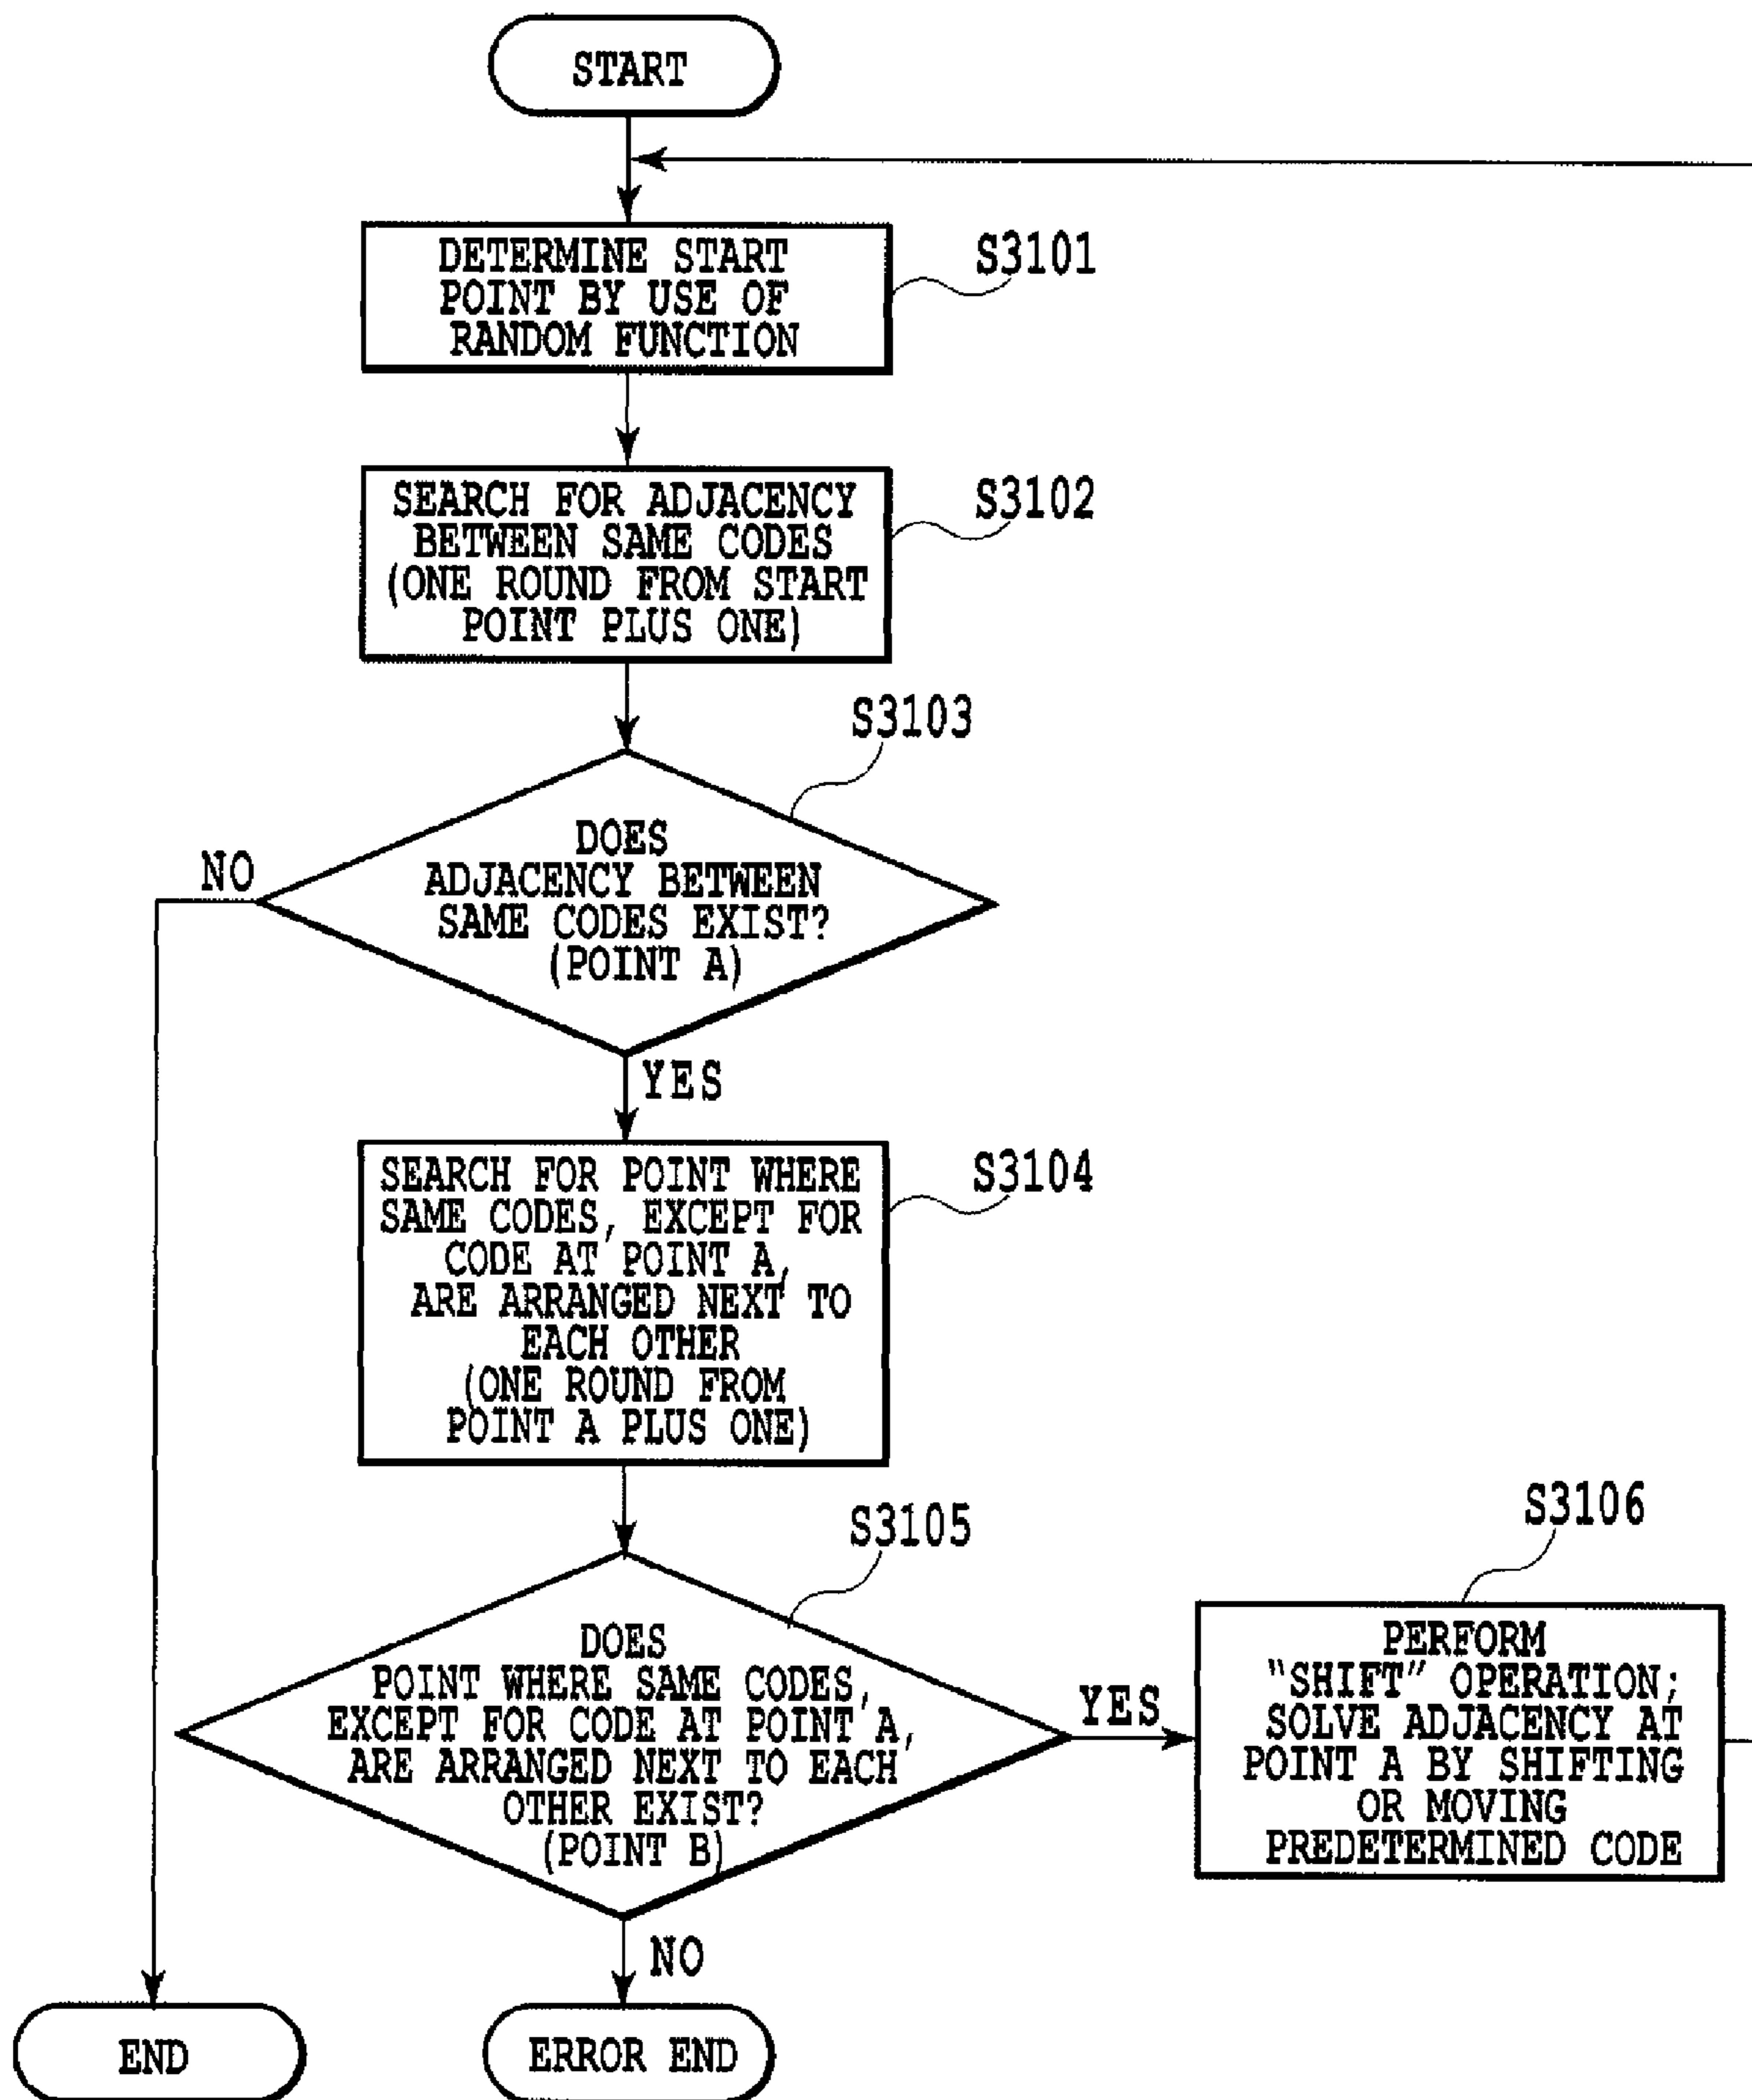 START
DETERMINE START
POINT BY USE OF
RANDOM FUNCTION
S3101
SEARCH FOR ADJACENCY
BETWEEN SAME CODES
(ONE ROUND FROM START
POINT PLUS ONE)
S3102
S3103
DOES
ADJACENCY BETWEEN
SAME CODES EXIST?
(POINT A)
NO
YES
SEARCH FOR POINT WHERE
SAME CODES, EXCEPT FOR
CODE AT POINT A,
ARE ARRANGED NEXT TO
EACH OTHER
(ONE ROUND FROM
POINT A PLUS ONE)
S3104
S3105
DOES
POINT WHERE SAME CODES,
EXCEPT FOR CODE AT POINT A,
ARE ARRANGED NEXT TO EACH
OTHER EXIST?
(POINT B)
YES
S3106
PERFORM
"SHIFT" OPERATION;
SOLVE ADJACENCY AT
POINT A BY SHIFTING
OR MOVING
PREDETERMINED CODE
NO
END
ERROR END